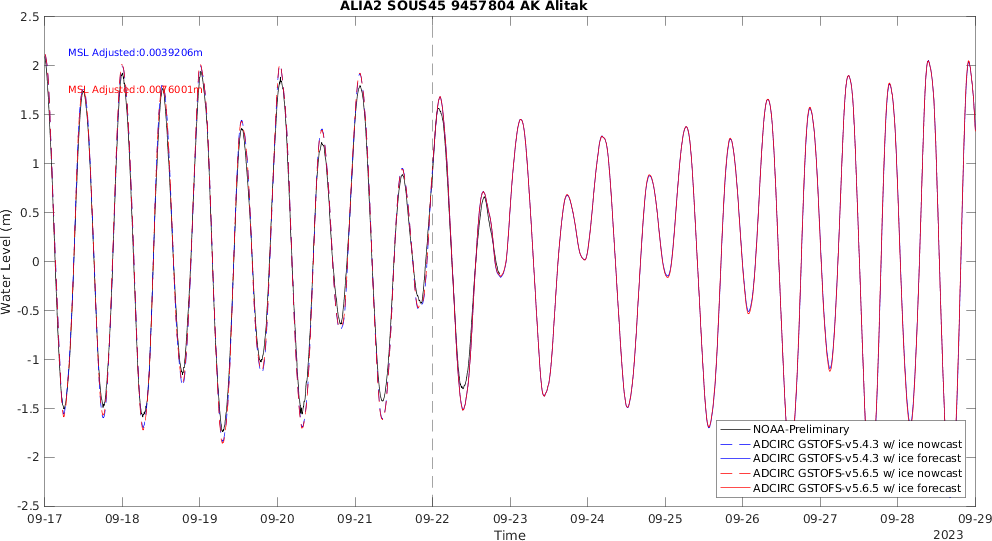 ALIA2 SOUS45 9457804 AK Alitak
MSL Adjusted:0.0039206m
MSL Adjusted:0.0076001m
Water Level (m)
2.5
2
1.5
1
0.5
0
-0.5
-1
-1.5
-2
-2.5
NOAA-Preliminary
ADCIRC GSTOFS-v5.4.3 w/ ice nowcast
ADCIRC GSTOFS-v5.4.3 w/ ice forecast
ADCIRC GSTOFS-v5.6.5 w/ ice nowcast
ADCIRC GSTOFS-v5.6.5 w/ ice forecast
09-17 09-18 09-19 09-20 09-21 09-22 09-23 09-24 09-25 09-26 09-27 09-28 09-29
Time
2023